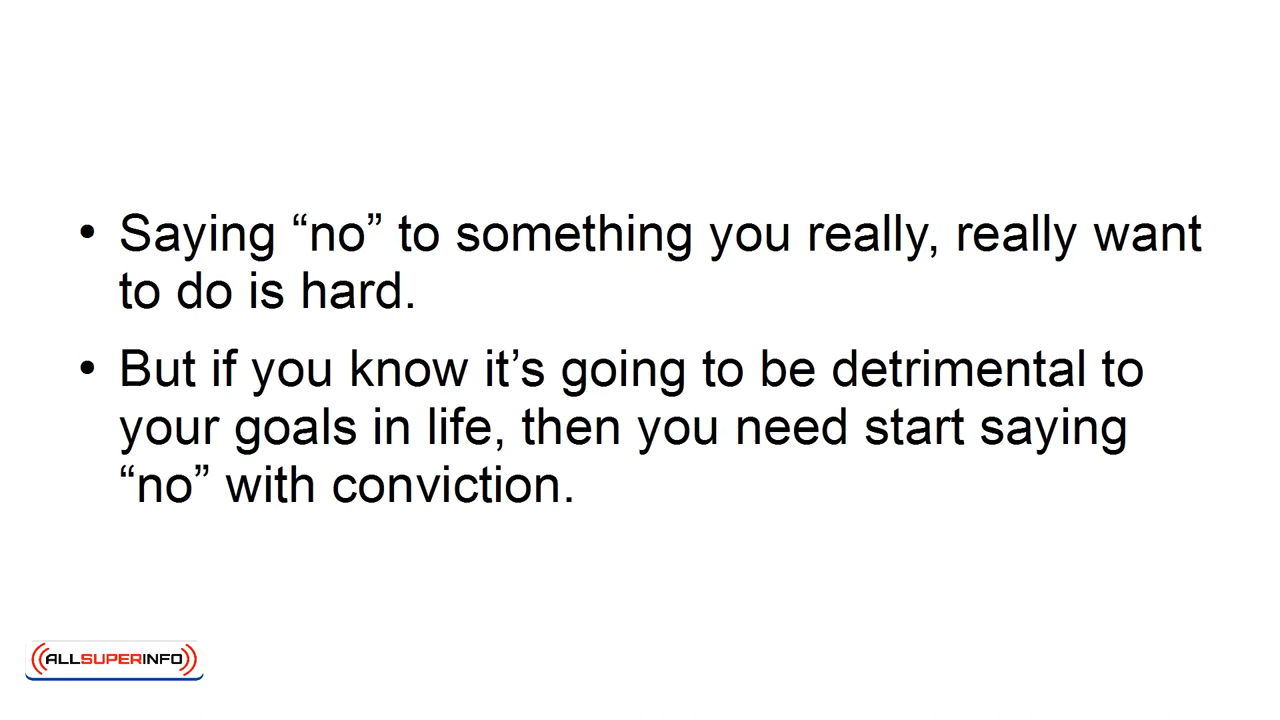 • Saying “no” to something you really, really want
to do is hard.
• But if you know it’s going to be detrimental to
your goals in life, then you need start saying
“no” with conviction.
ALLSUPERINFO